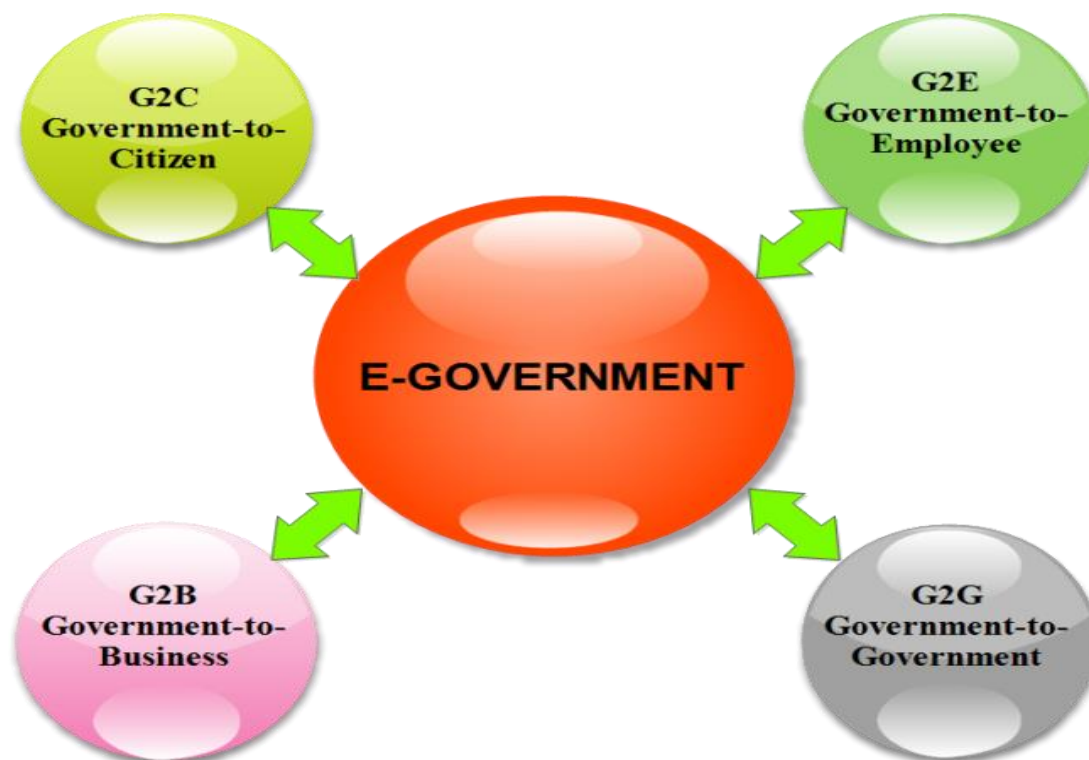 G2C
Government-to-
Citizen
G2E
Government-to-
Employee
E-GOVERNMENT
G2B
Government-to-
Business
G2G
Government-to-
Government